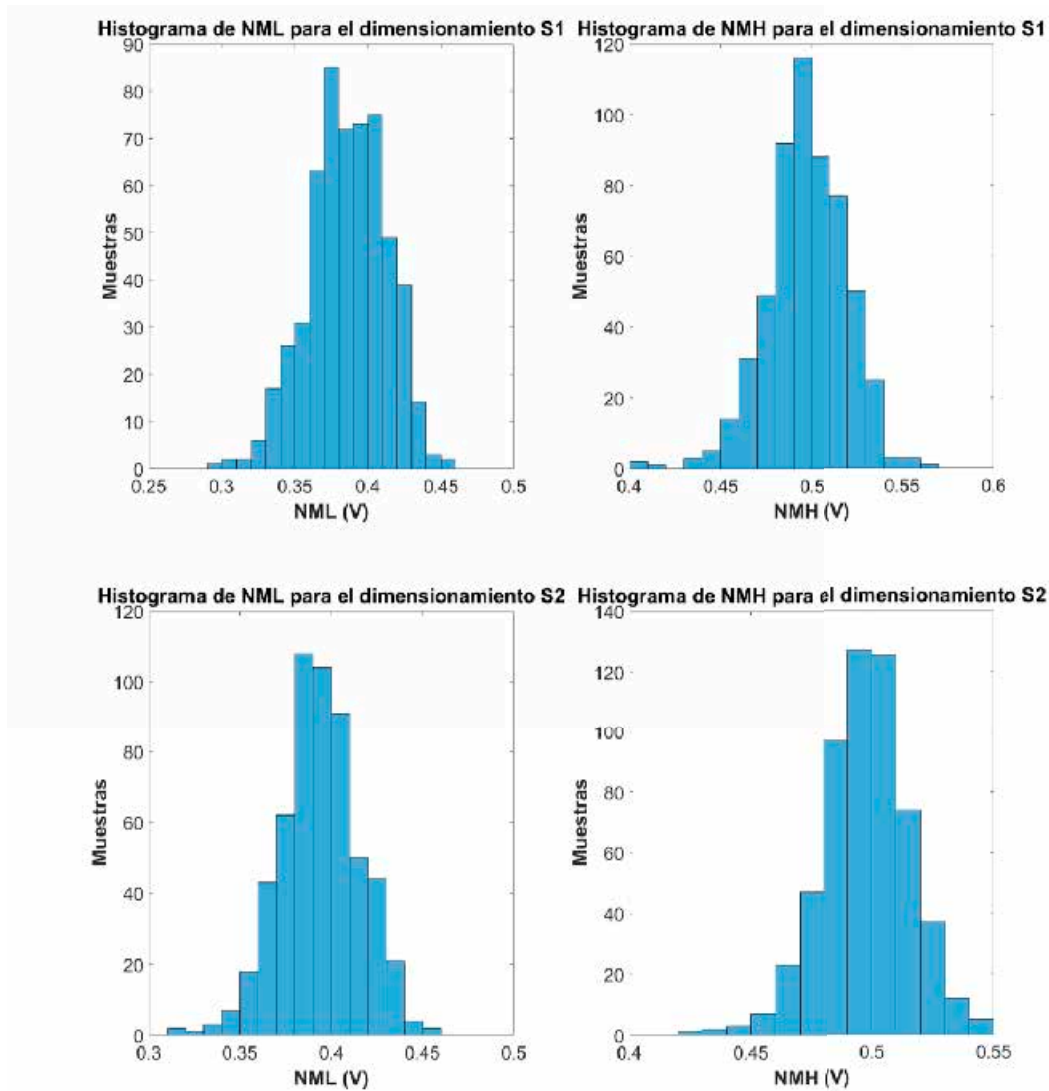 Histograma de NML para el dimensionamiento S1
90
80
70
60
50
40
30
20
10
0
Muestras
0.25 0.3 0.35 0.4 0.45 0.5
NML (V)
Histograma de NMH para el dimensionamiento S1
120
100
80
60
40
20
0
Muestras
0.4 0.45 0.5 0.55 0.6
NMH (V)
Histograma de NML para el dimensionamiento S2
120
100
80
60
40
20
0
Muestras
0.3 0.35 0.4 0.45 0.5
NML (V)
Histograma de NMH para el dimensionamiento S2
140
120
100
80
60
40
20
0
Muestras
0.4 0.45 0.5 0.55
NMH (V)